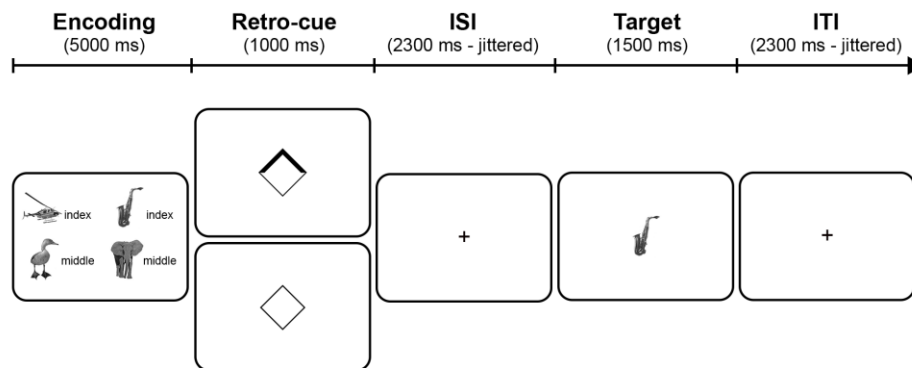 Encoding
(5000 ms)
Retro-cue
(1000 ms)
ISI
(2300 ms - jittered)
Target
(1500 ms)
ITI
(2300 ms - jittered)
index
index
middle
middle
+
+